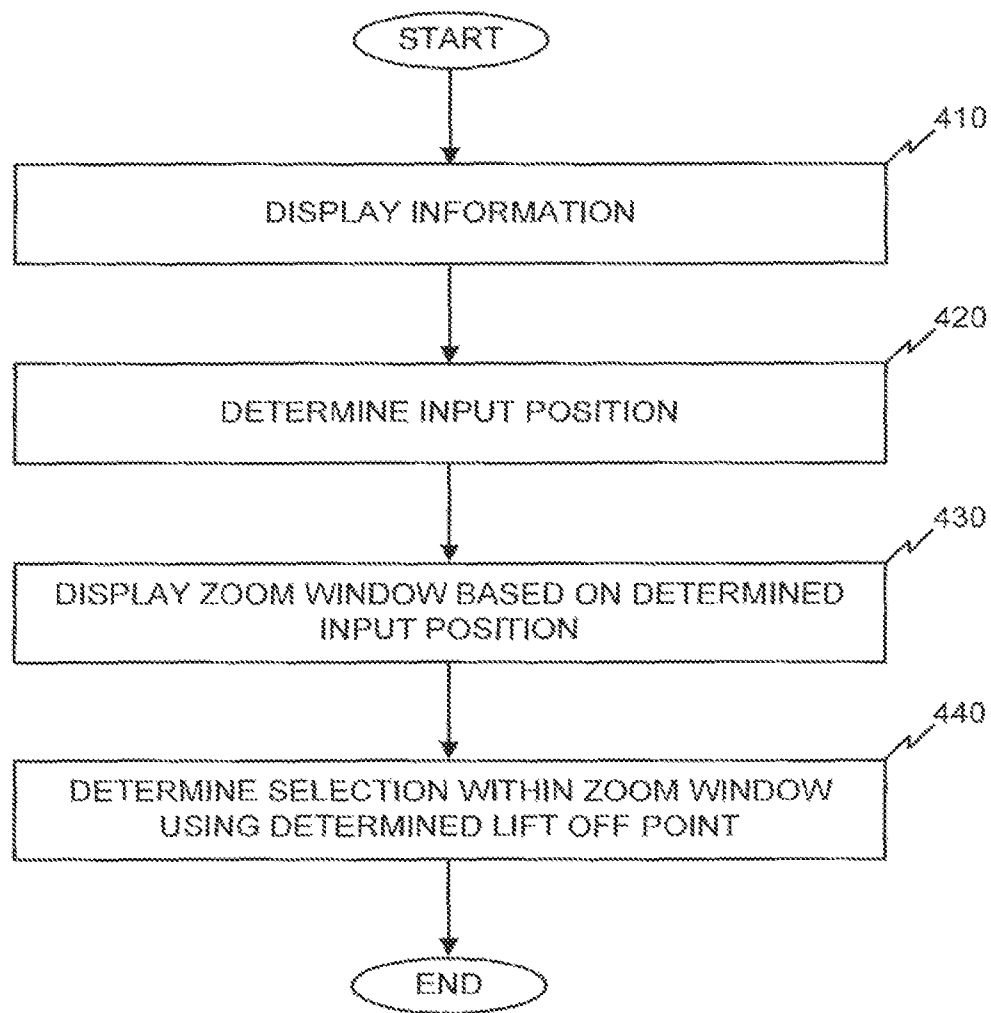 START
410
DISPLAY INFORMATION
420
DETERMINE INPUT POSITION
430
DISPLAY ZOOM WINDOW BASED ON DETERMINED
INPUT POSITION
440
DETERMINE SELECTION WITHIN ZOOM WINDOW
USING DETERMINED LIFT OFF POINT
END